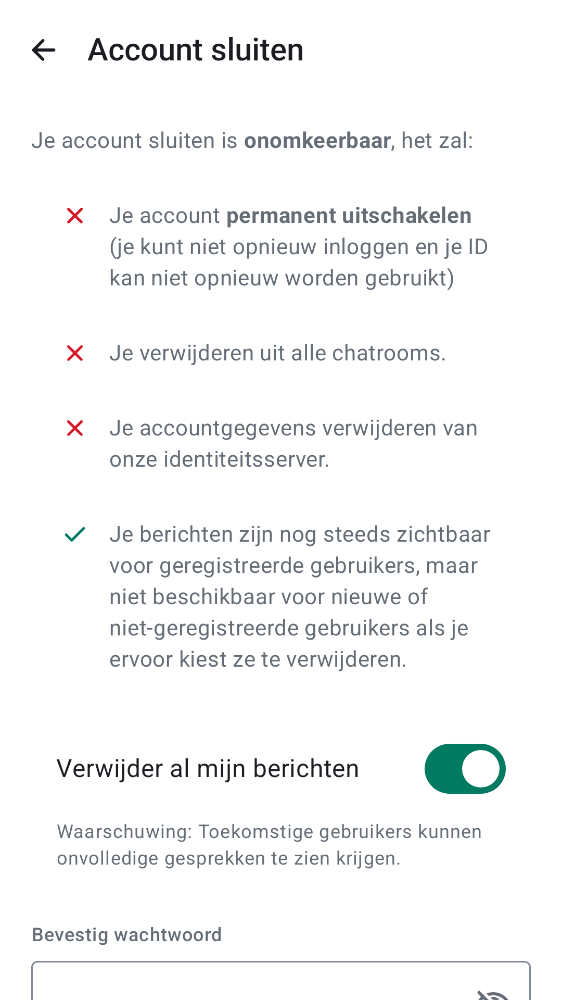 Account sluiten
Je account sluiten is onomkeerbaar, het zal:
Je account permanent uitschakelen
(je kunt niet opnieuw inloggen en je ID
kan niet opnieuw worden gebruikt)
Je verwijderen uit alle chatrooms.
Je accountgegevens verwijderen van
onze identiteitsserver.
Je berichten zijn nog steeds zichtbaar
voor geregistreerde gebruikers, maar
niet beschikbaar voor nieuwe of
niet-geregistreerde gebruikers als je
ervoor kiest ze te verwijderen.
Verwijder al mijn berichten
Waarschuwing: Toekomstige gebruikers kunnen
onvolledige gesprekken te zien krijgen.
Bevestig wachtwoord